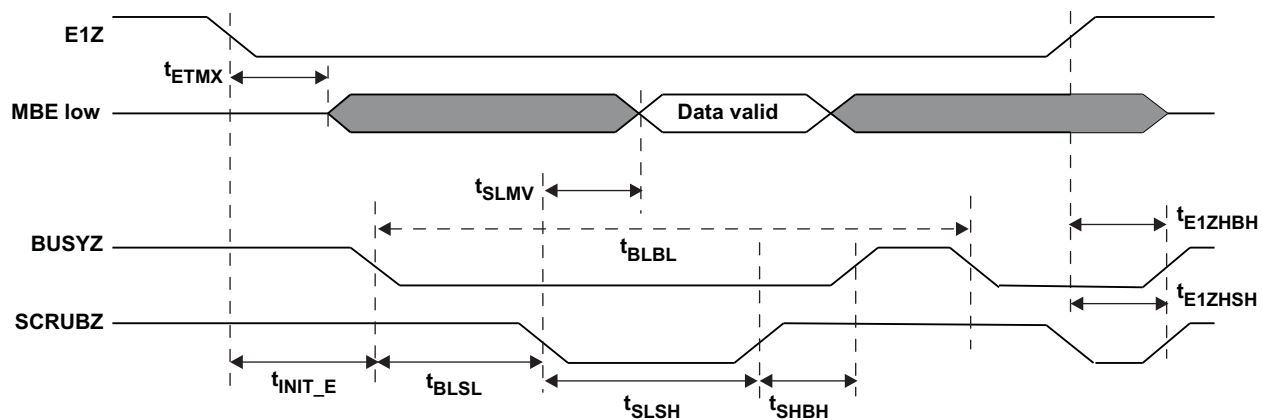 E1Z
tETMX
MBE low
Data valid
tSLMV
tE1ZHBH
BUSYZ
tBLBL
tE1ZHSH
SCRUBZ
tINIT_E
tBLSL
tSLSH
tSHBH